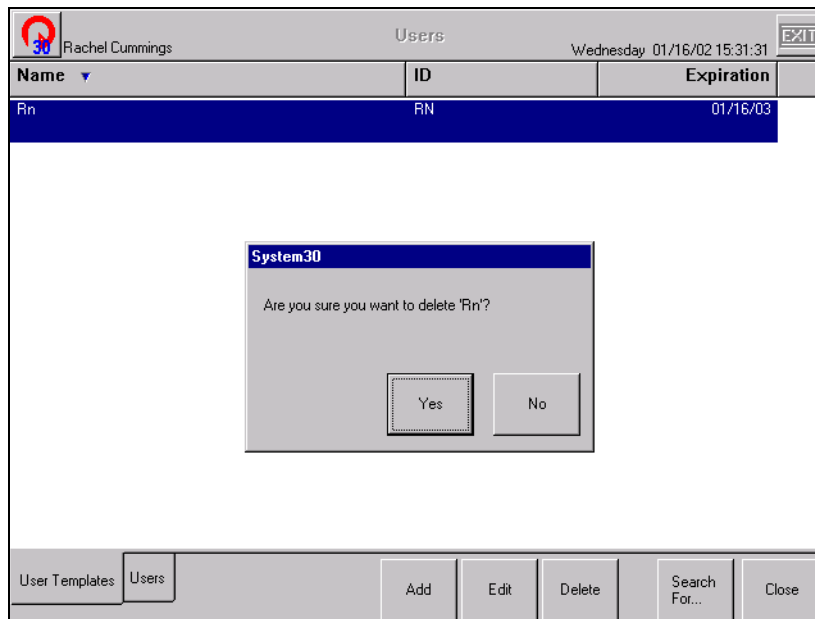 Users
30 Rachel Cummings
Wednesday 01/16/02 15:31:31
EXIT
Name ID Expiration
Rn RN 01/16/03
System30
Are you sure you want to delete 'Rn'?
Yes No
User Templates Users
Add Edit Delete Search For... Close